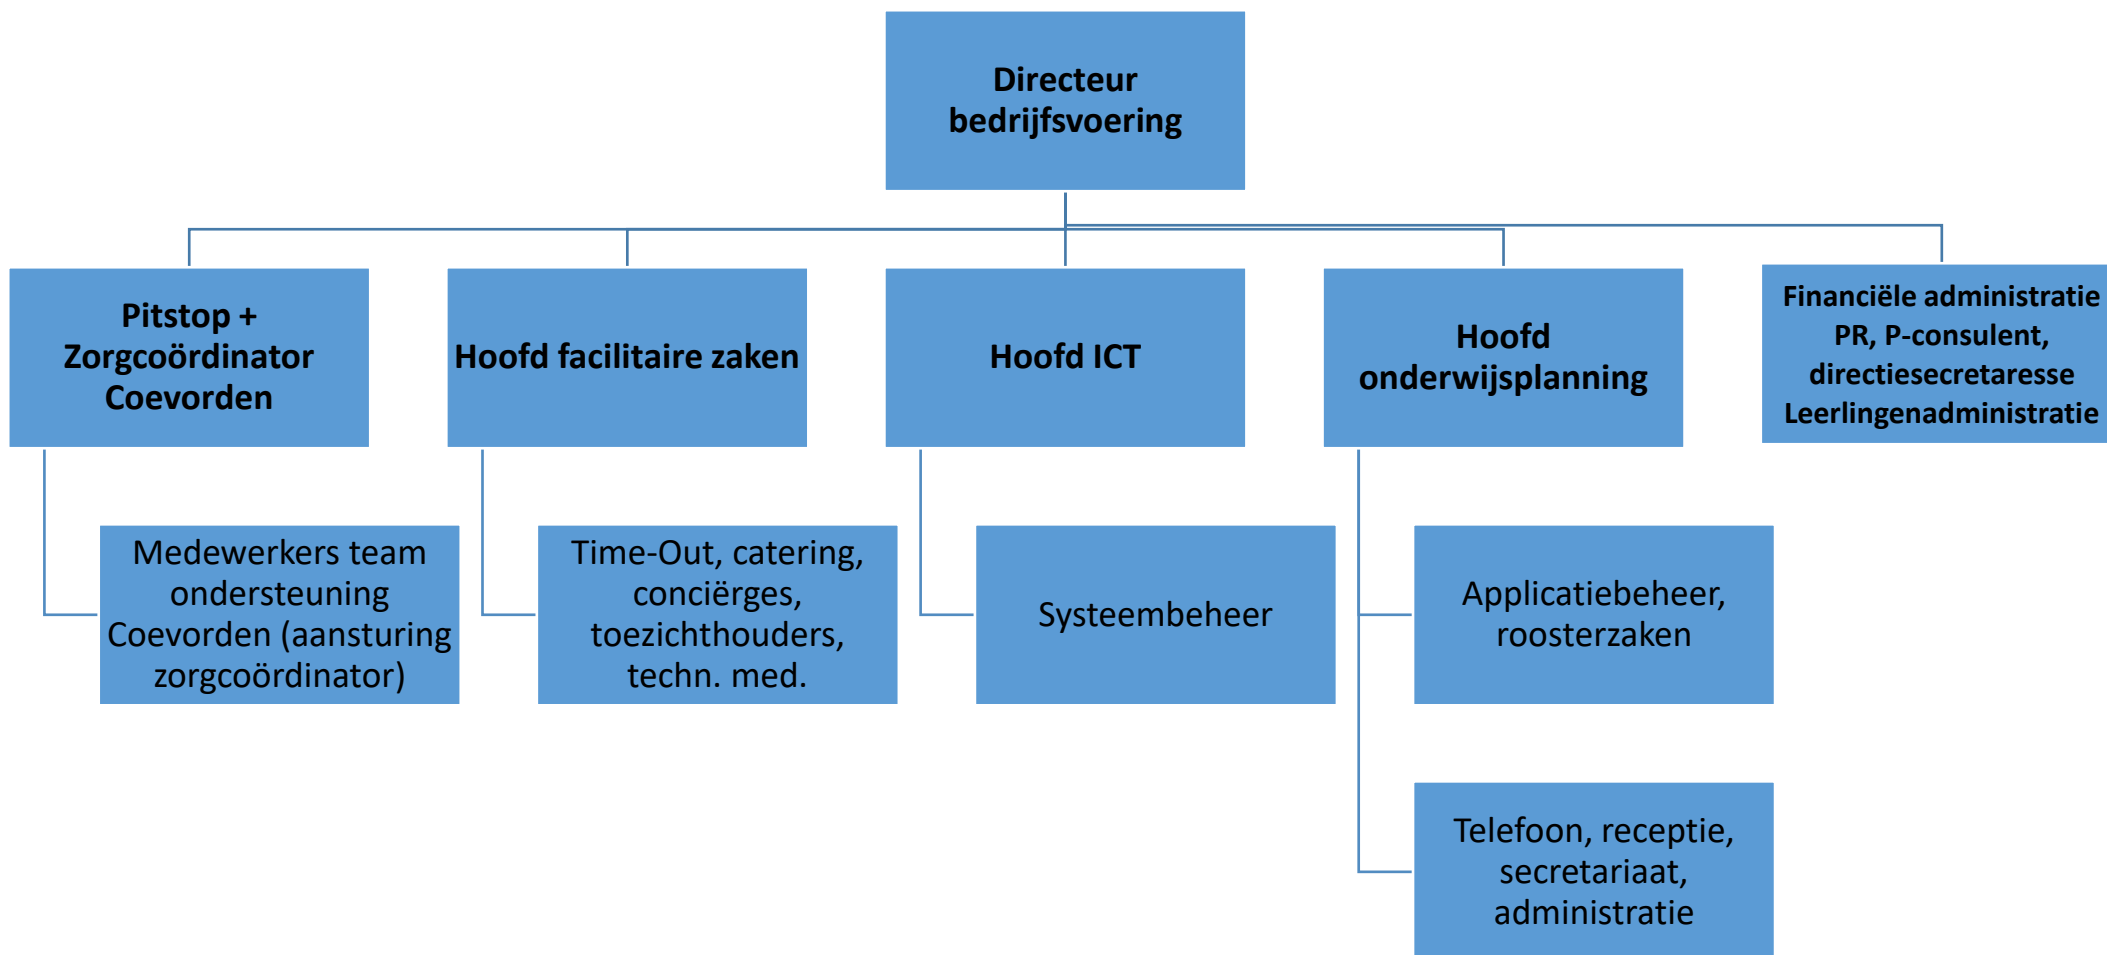 Directeur
bedrijfsvoering
Pitstop +
Zorgcoördinator
Coevorden
Hoofd facilitaire zaken
Hoofd ICT
Hoofd
onderwijsplanning
Financiële administratie
PR, P-consulent,
directiesecretaresse
Leerlingenadministratie
Medewerkers team
ondersteuning
Coevorden (aansturing
zorgcoördinator)
Time-Out, catering,
conciërges,
toezichthouders,
techn. med.
Systeembeheer
Applicatiebeheer,
roosterzaken
Telefoon, receptie,
secretariaat,
administratie